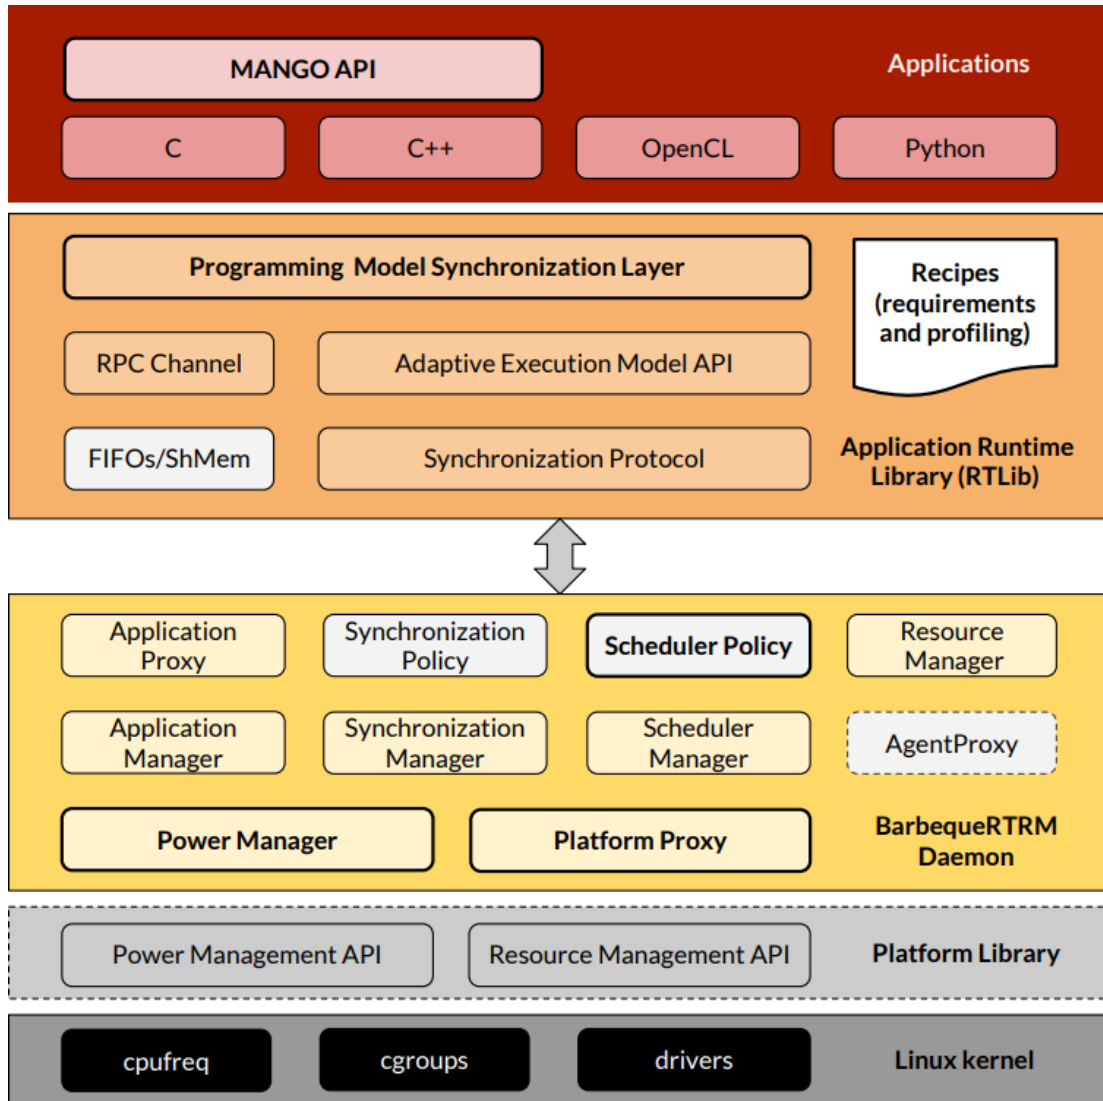 MANGO API
Applications
C
C++
OpenCL
Python
Programming Model Synchronization Layer
Recipes
(requirements
and profiling)
RPC Channel
Adaptive Execution Model API
FIFOs/ShMem
Synchronization Protocol
Application Runtime
Library (RTLib)
Application
Proxy
Synchronization
Policy
Scheduler Policy
Resource
Manager
Application
Manager
Synchronization
Manager
Scheduler
Manager
AgentProxy
Power Manager
Platform Proxy
BarbequeRTRM
Daemon
Power Management API
Resource Management API
Platform Library
cpufreq
cgroups
drivers
Linux kernel